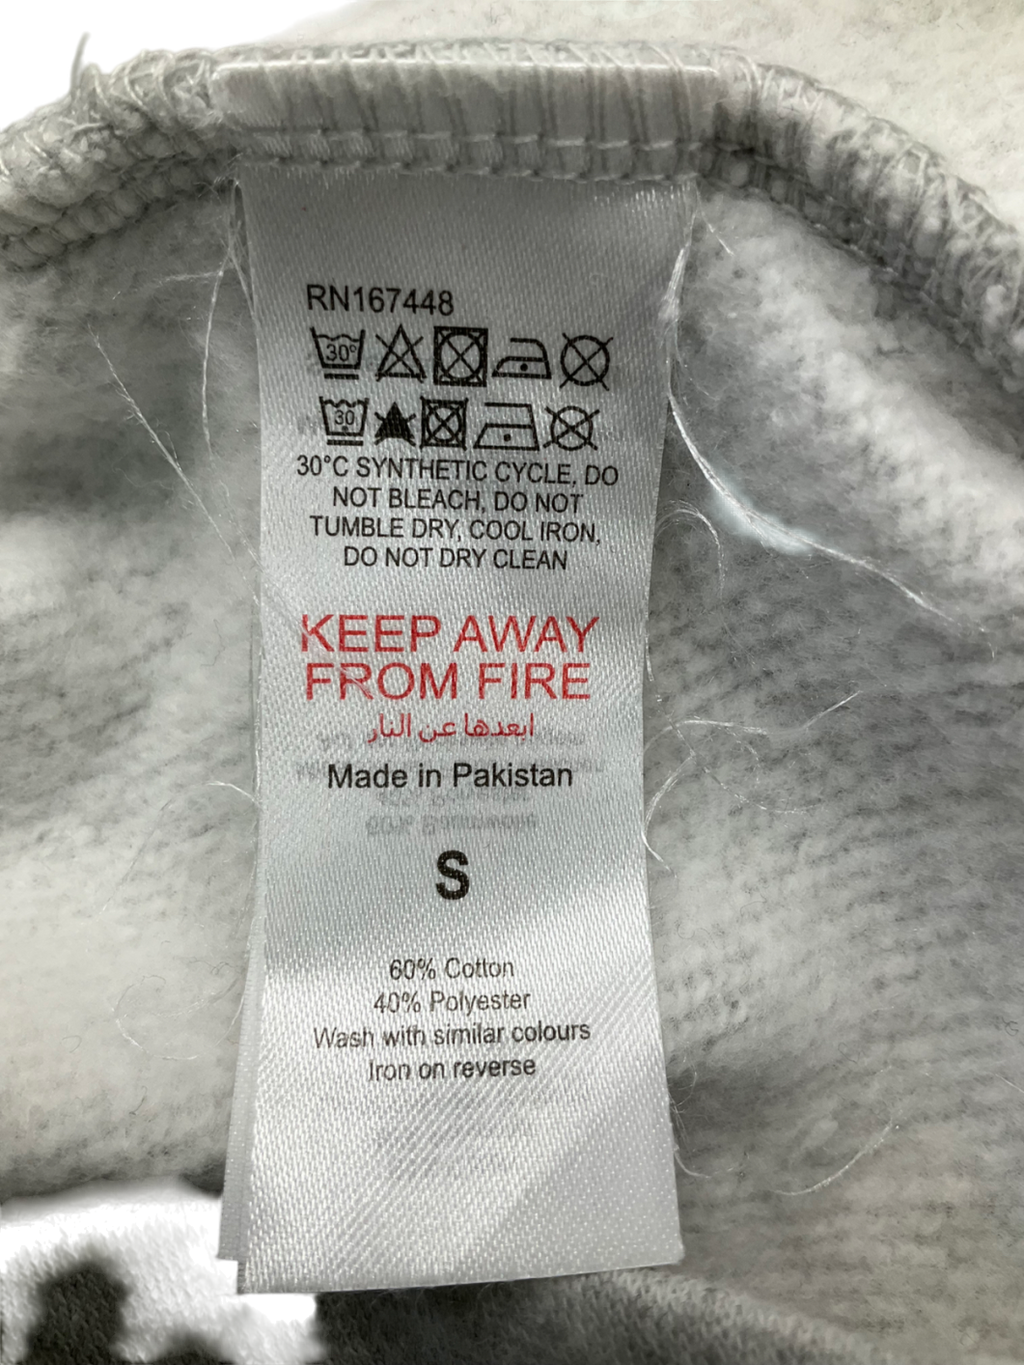 RN167448
30°
30
30°C SYNTHETIC CYCLE, DO
NOT BLEACH, DO NOT
TUMBLE DRY, COOL IRON,
DO NOT DRY CLEAN
KEEP AWAY
FROM FIRE
ابعدها عن النار
Made in Pakistan
S
60% Cotton
40% Polyester
Wash with similar colours
Iron on reverse